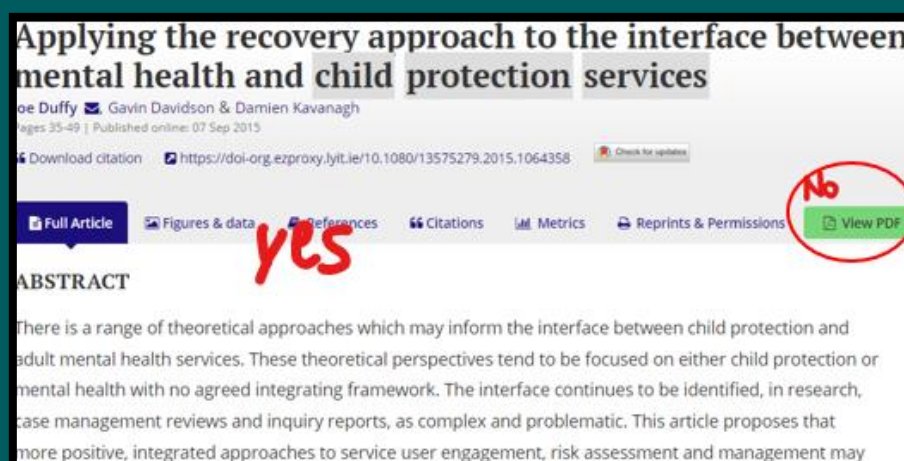 Applying the recovery approach to the interface between
mental health and child protection services
oe Duffy Gavin Davidson & Damien Kavanagh
Pages 35-49 | Published online: 07 Sep 2015
Download citation https://doi-org.ezproxy.lyit.ie/10.1080/13575279.2015.1064358 Check for updates
No
Full Article Figures & data References Citations Metrics Reprints & Permissions View PDF
yes
ABSTRACT
There is a range of theoretical approaches which may inform the interface between child protection and
adult mental health services. These theoretical perspectives tend to be focused on either child protection or
mental health with no agreed integrating framework. The interface continues to be identified, in research,
case management reviews and inquiry reports, as complex and problematic. This article proposes that
more positive, integrated approaches to service user engagement, risk assessment and management may